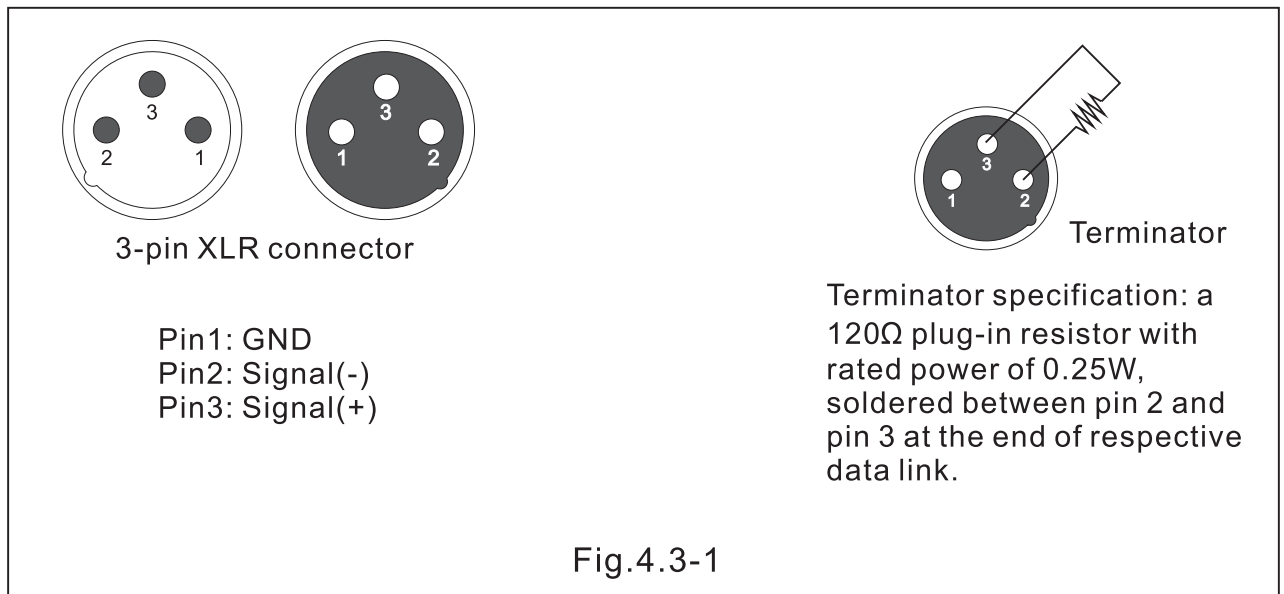 3
2
1
3
1
2
3-pin XLR connector
Pin1: GND
Pin2: Signal(-)
Pin3: Signal(+)
3
1
2
Terminator
Terminator specification: a
120Ω plug-in resistor with
rated power of 0.25W,
soldered between pin 2 and
pin 3 at the end of respective
data link.
Fig.4.3-1